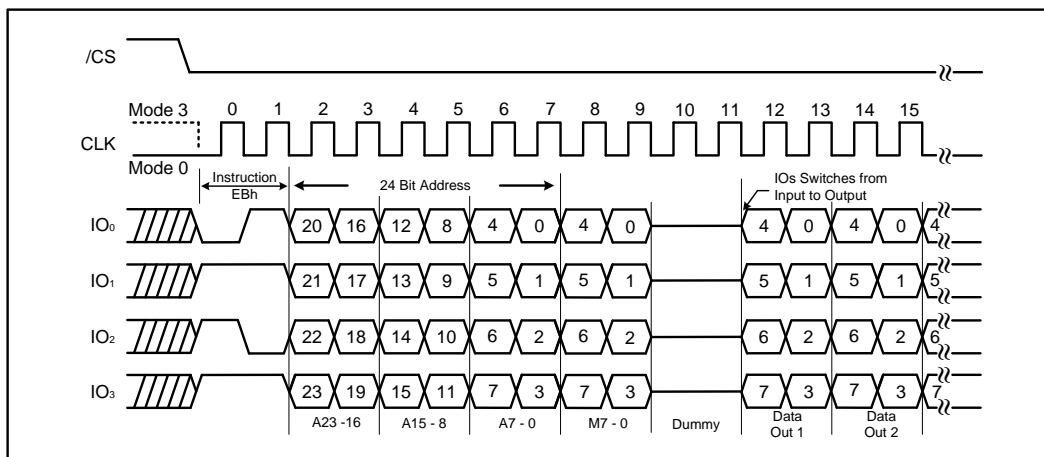 /CS
Mode 3 0 1 2 3 4 5 6 7 8 9 10 11 12 13 14 15
CLK
Mode 0
Instruction
EBh
24 Bit Address
IOs Switches from
Input to Output
IO₀ 20 16 12 8 4 0 4 0 4 0 4 0 4
IO₁ 21 17 13 9 5 1 5 1 5 1 5 1 5
IO₂ 22 18 14 10 6 2 6 2 6 2 6 2 6
IO₃ 23 19 15 11 7 3 7 3 7 3 7 3 7
A23 -16 A15 - 8 A7 - 0 M7 - 0 Dummy Data Out 1 Data Out 2